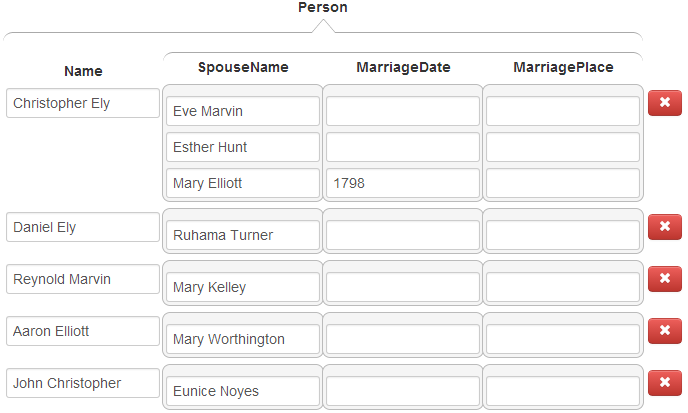 Person
Name SpouseName MarriageDate MarriagePlace
Christopher Ely Eve Marvin
Esther Hunt
Mary Elliott 1798
Daniel Ely Ruhama Turner
Reynold Marvin Mary Kelley
Aaron Elliott Mary Worthington
John Christopher Eunice Noyes